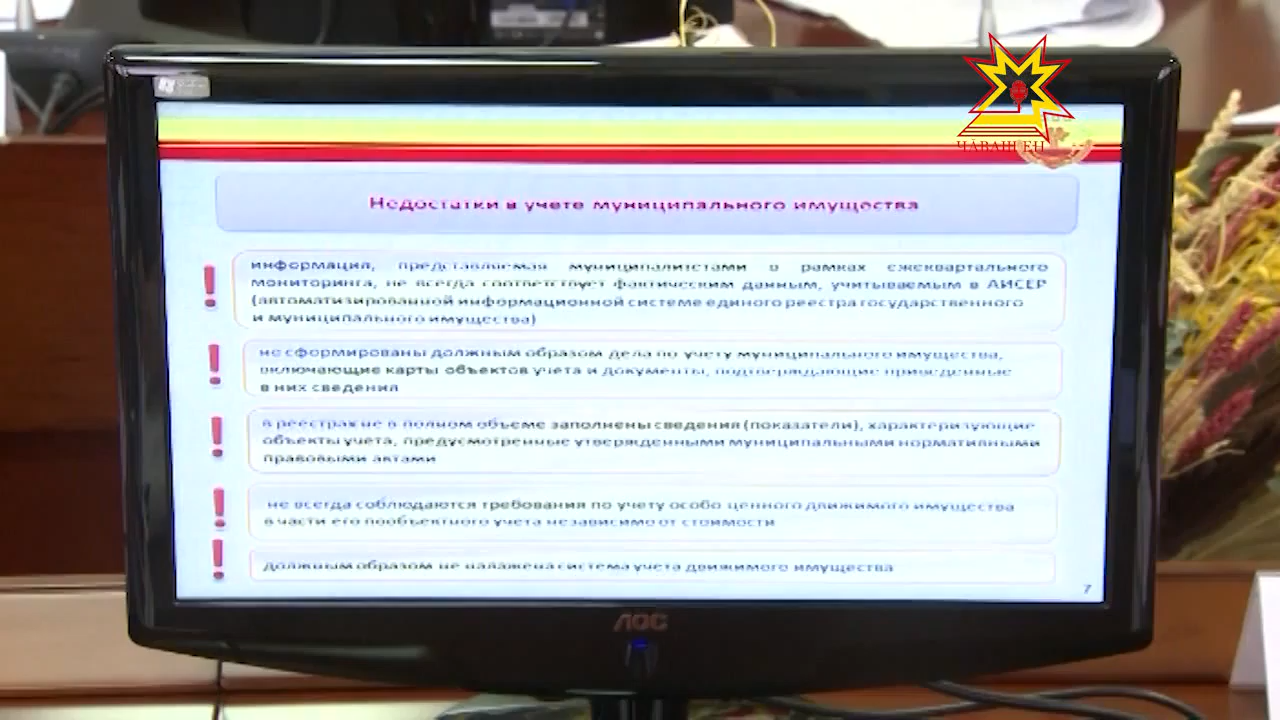 ЧӐВАШ ЕН
Недостатки в учете муниципального имущества
информация, представляемая муниципалитетами в рамках ежеквартального
мониторинга, не всегда соответствует фактическим данным, учитываемым в АИСЕР
(автоматизированной информационной системе единого реестра государственного
и муниципального имущества)
не сформированы должным образом дела по учету муниципального имущества,
включающие карты объектов учета и документы, подтверждающие приведенные
в них сведения
в реестрах не в полном объеме заполнены сведения (показатели), характеризующие
объекты учета, предусмотренные утвержденными муниципальными нормативными
правовыми актами
не всегда соблюдаются требования по учету особо ценного движимого имущества
в части его пообъектного учета независимо от стоимости
должным образом не налажена система учета движимого имущества
7
AOC